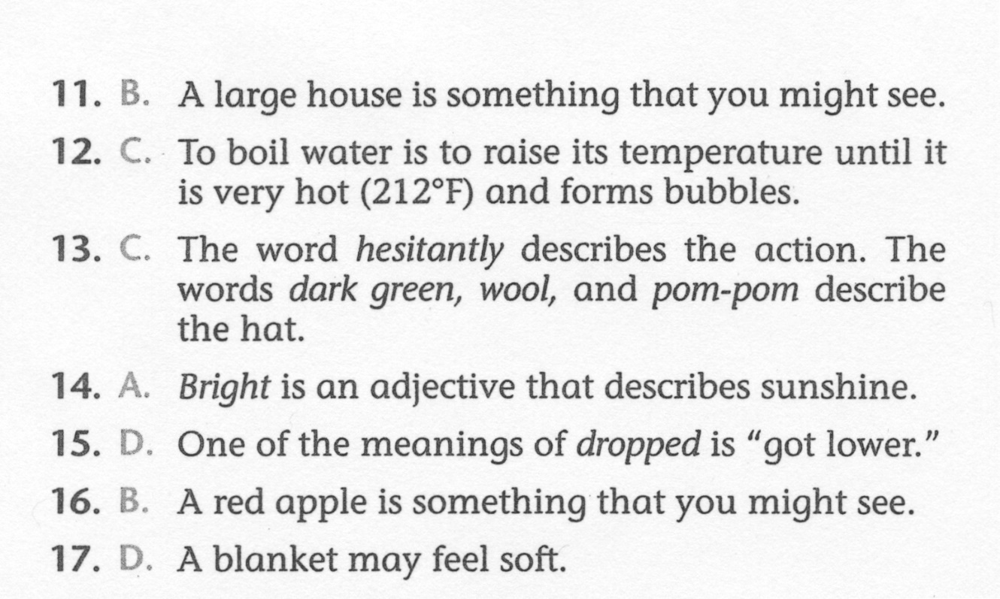 11. B. A large house is something that you might see.
12. C. To boil water is to raise its temperature until it
is very hot (212°F) and forms bubbles.
13. C. The word hesitantly describes the action. The
words dark green, wool, and pom-pom describe
the hat.
14. A. Bright is an adjective that describes sunshine.
15. D. One of the meanings of dropped is “got lower.”
16. B. A red apple is something that you might see.
17. D. A blanket may feel soft.